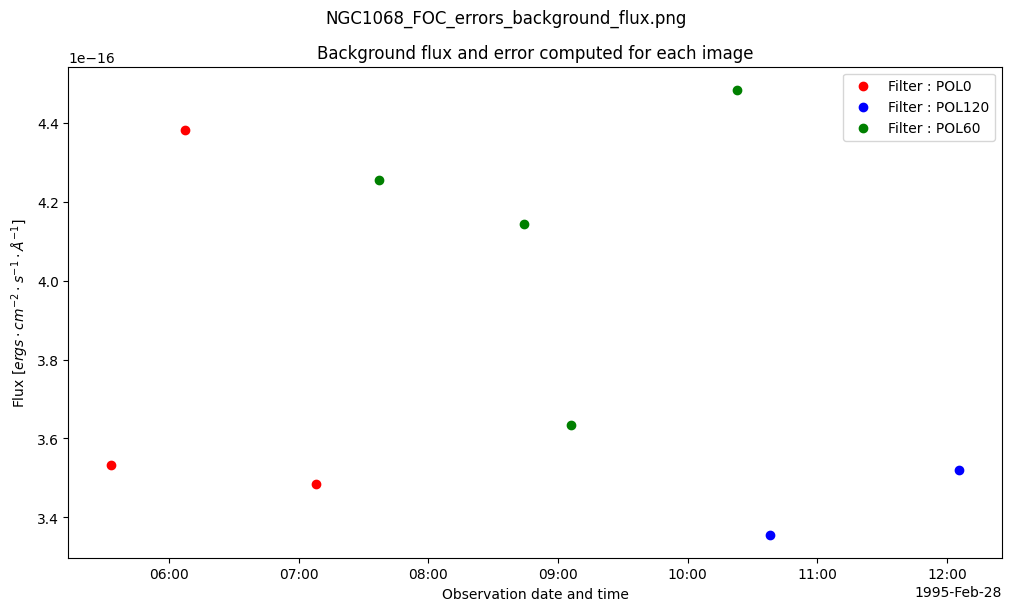 NGC1068_FOC_errors_background_flux.png
Background flux and error computed for each image
1e−16
Filter : POL0
Filter : POL120
Filter : POL60
4.4
4.2
4.0
3.8
3.6
3.4
Flux [ergs · cm⁻² · s⁻¹ · Å⁻¹]
06:00 07:00 08:00 09:00 10:00 11:00 12:00
1995-Feb-28
Observation date and time